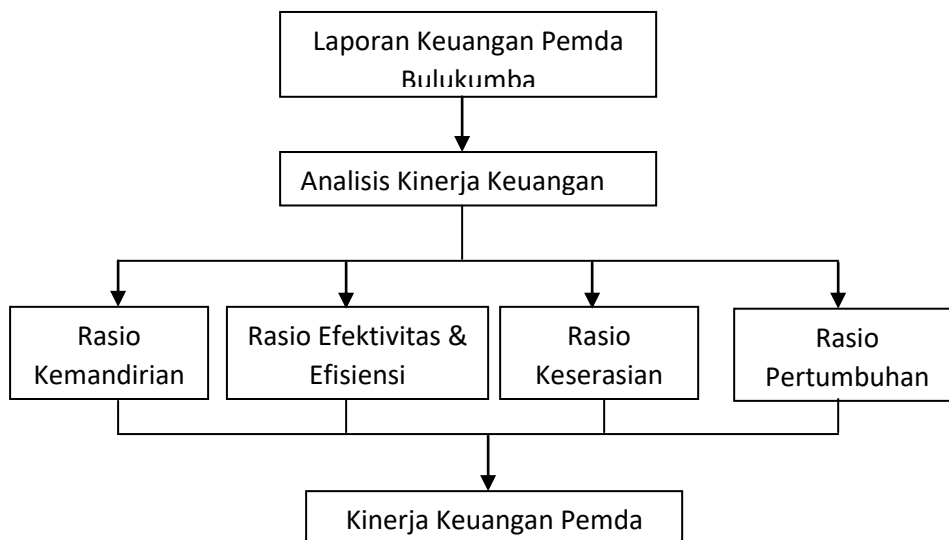 Laporan Keuangan Pemda
Bulukumba
Analisis Kinerja Keuangan
Rasio
Kemandirian
Rasio Efektivitas &
Efisiensi
Rasio
Keserasian
Rasio
Pertumbuhan
Kinerja Keuangan Pemda